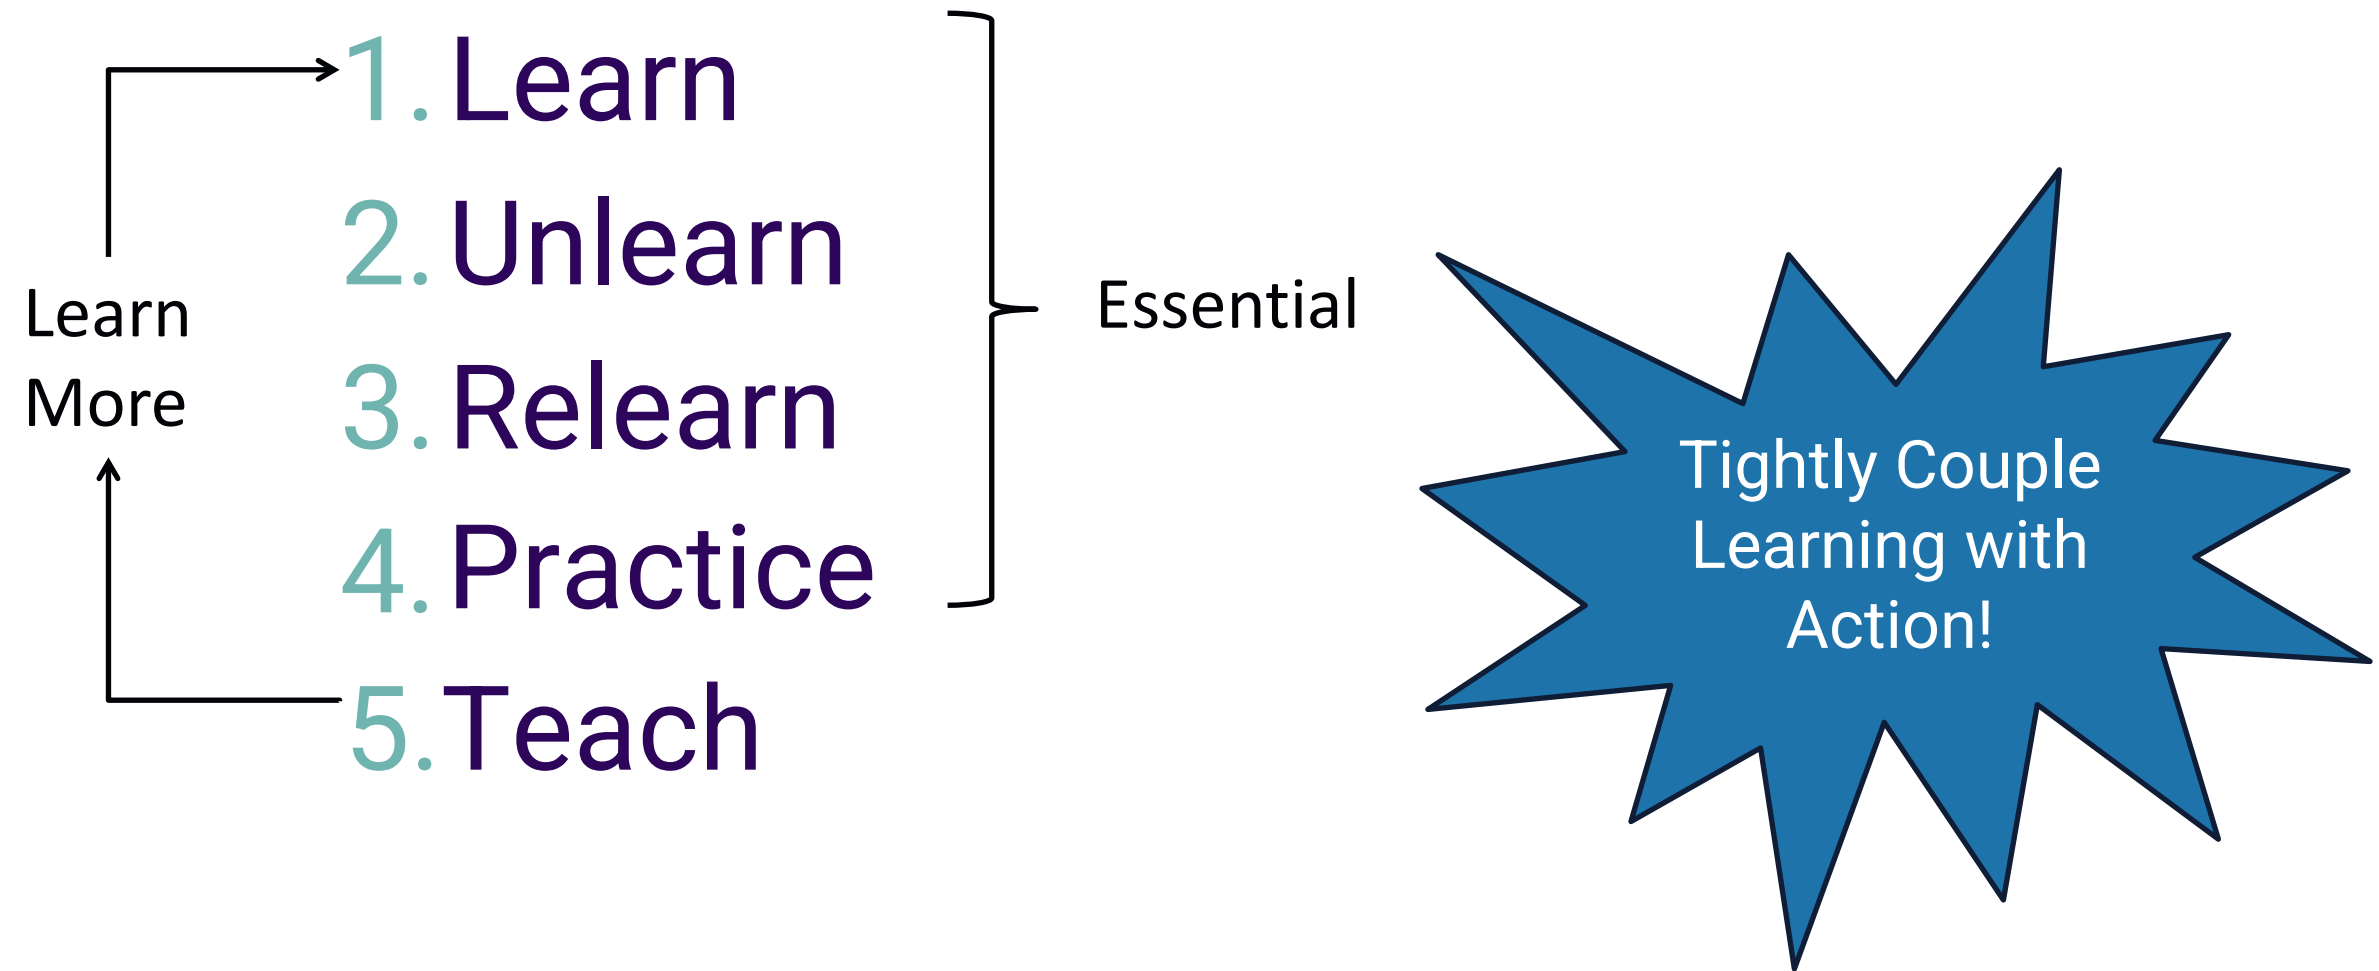 1. Learn
2. Unlearn
3. Relearn
4. Practice
5. Teach
Learn
More
Essential
Tightly Couple
Learning with
Action!